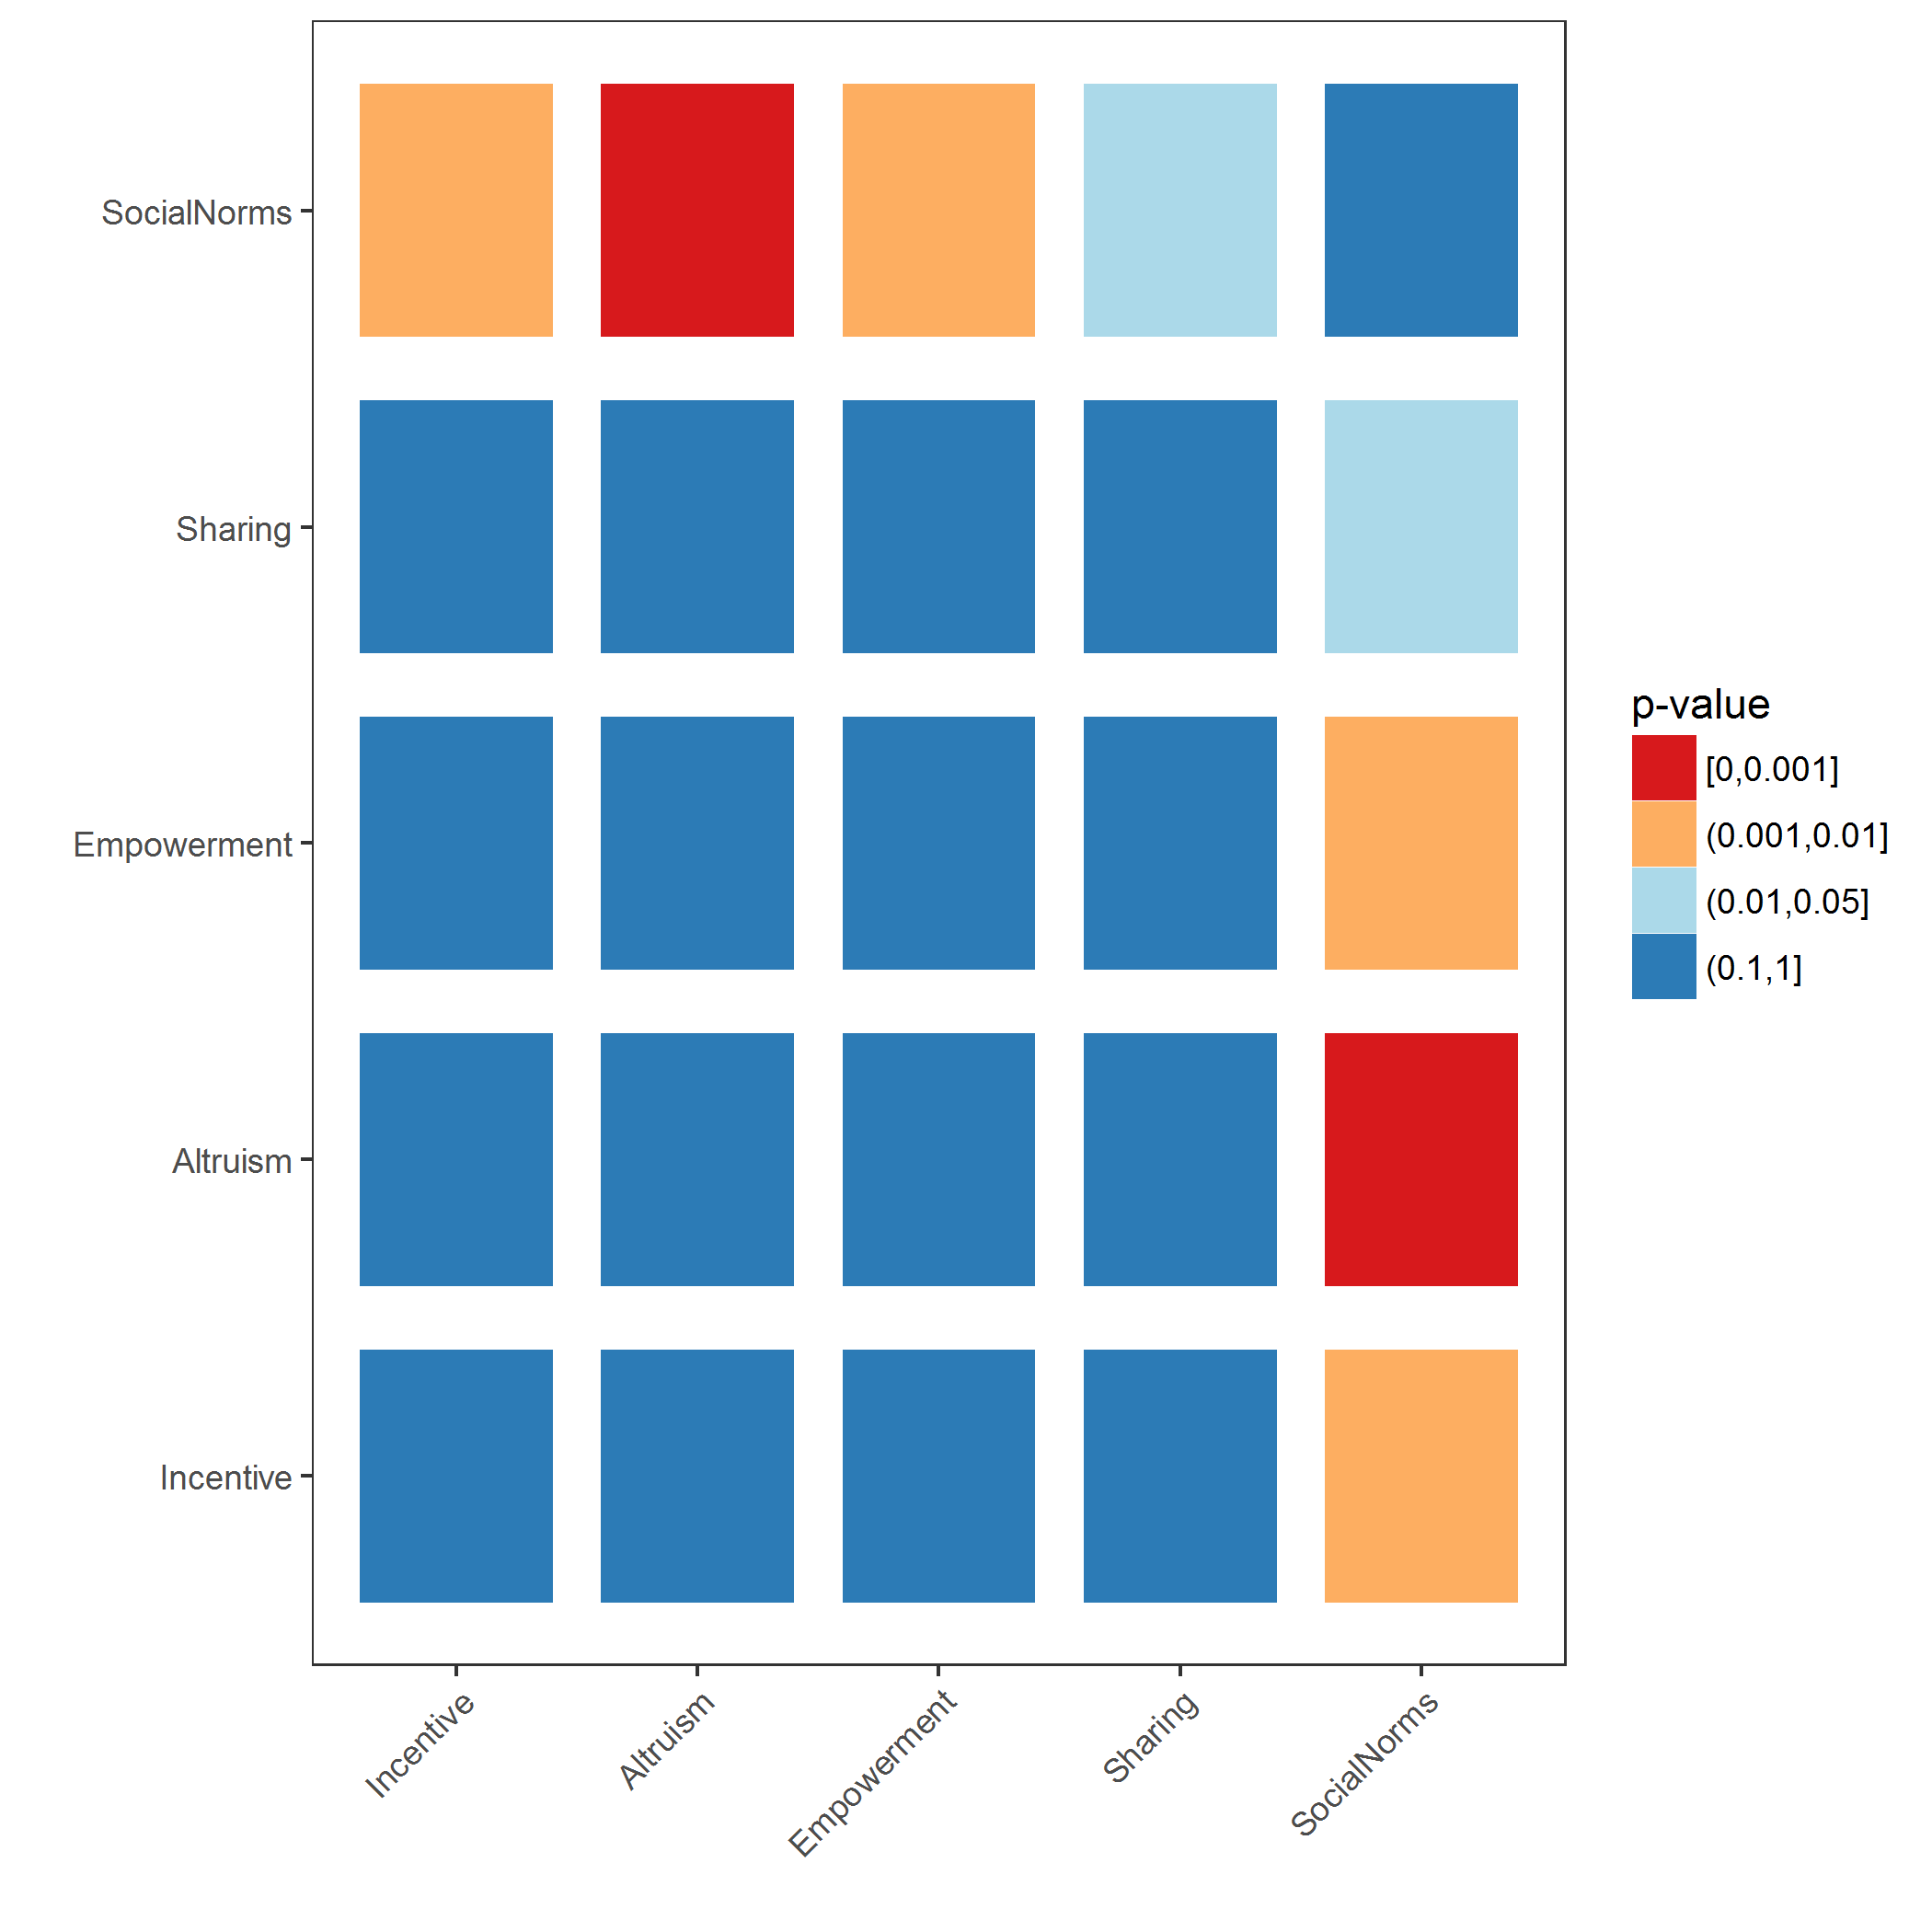 SocialNorms
Sharing
Empowerment
Altruism
Incentive
Incentive
Altruism
Empowerment
Sharing
SocialNorms
p-value
[0,0.001]
(0.001,0.01]
(0.01,0.05]
(0.1,1]